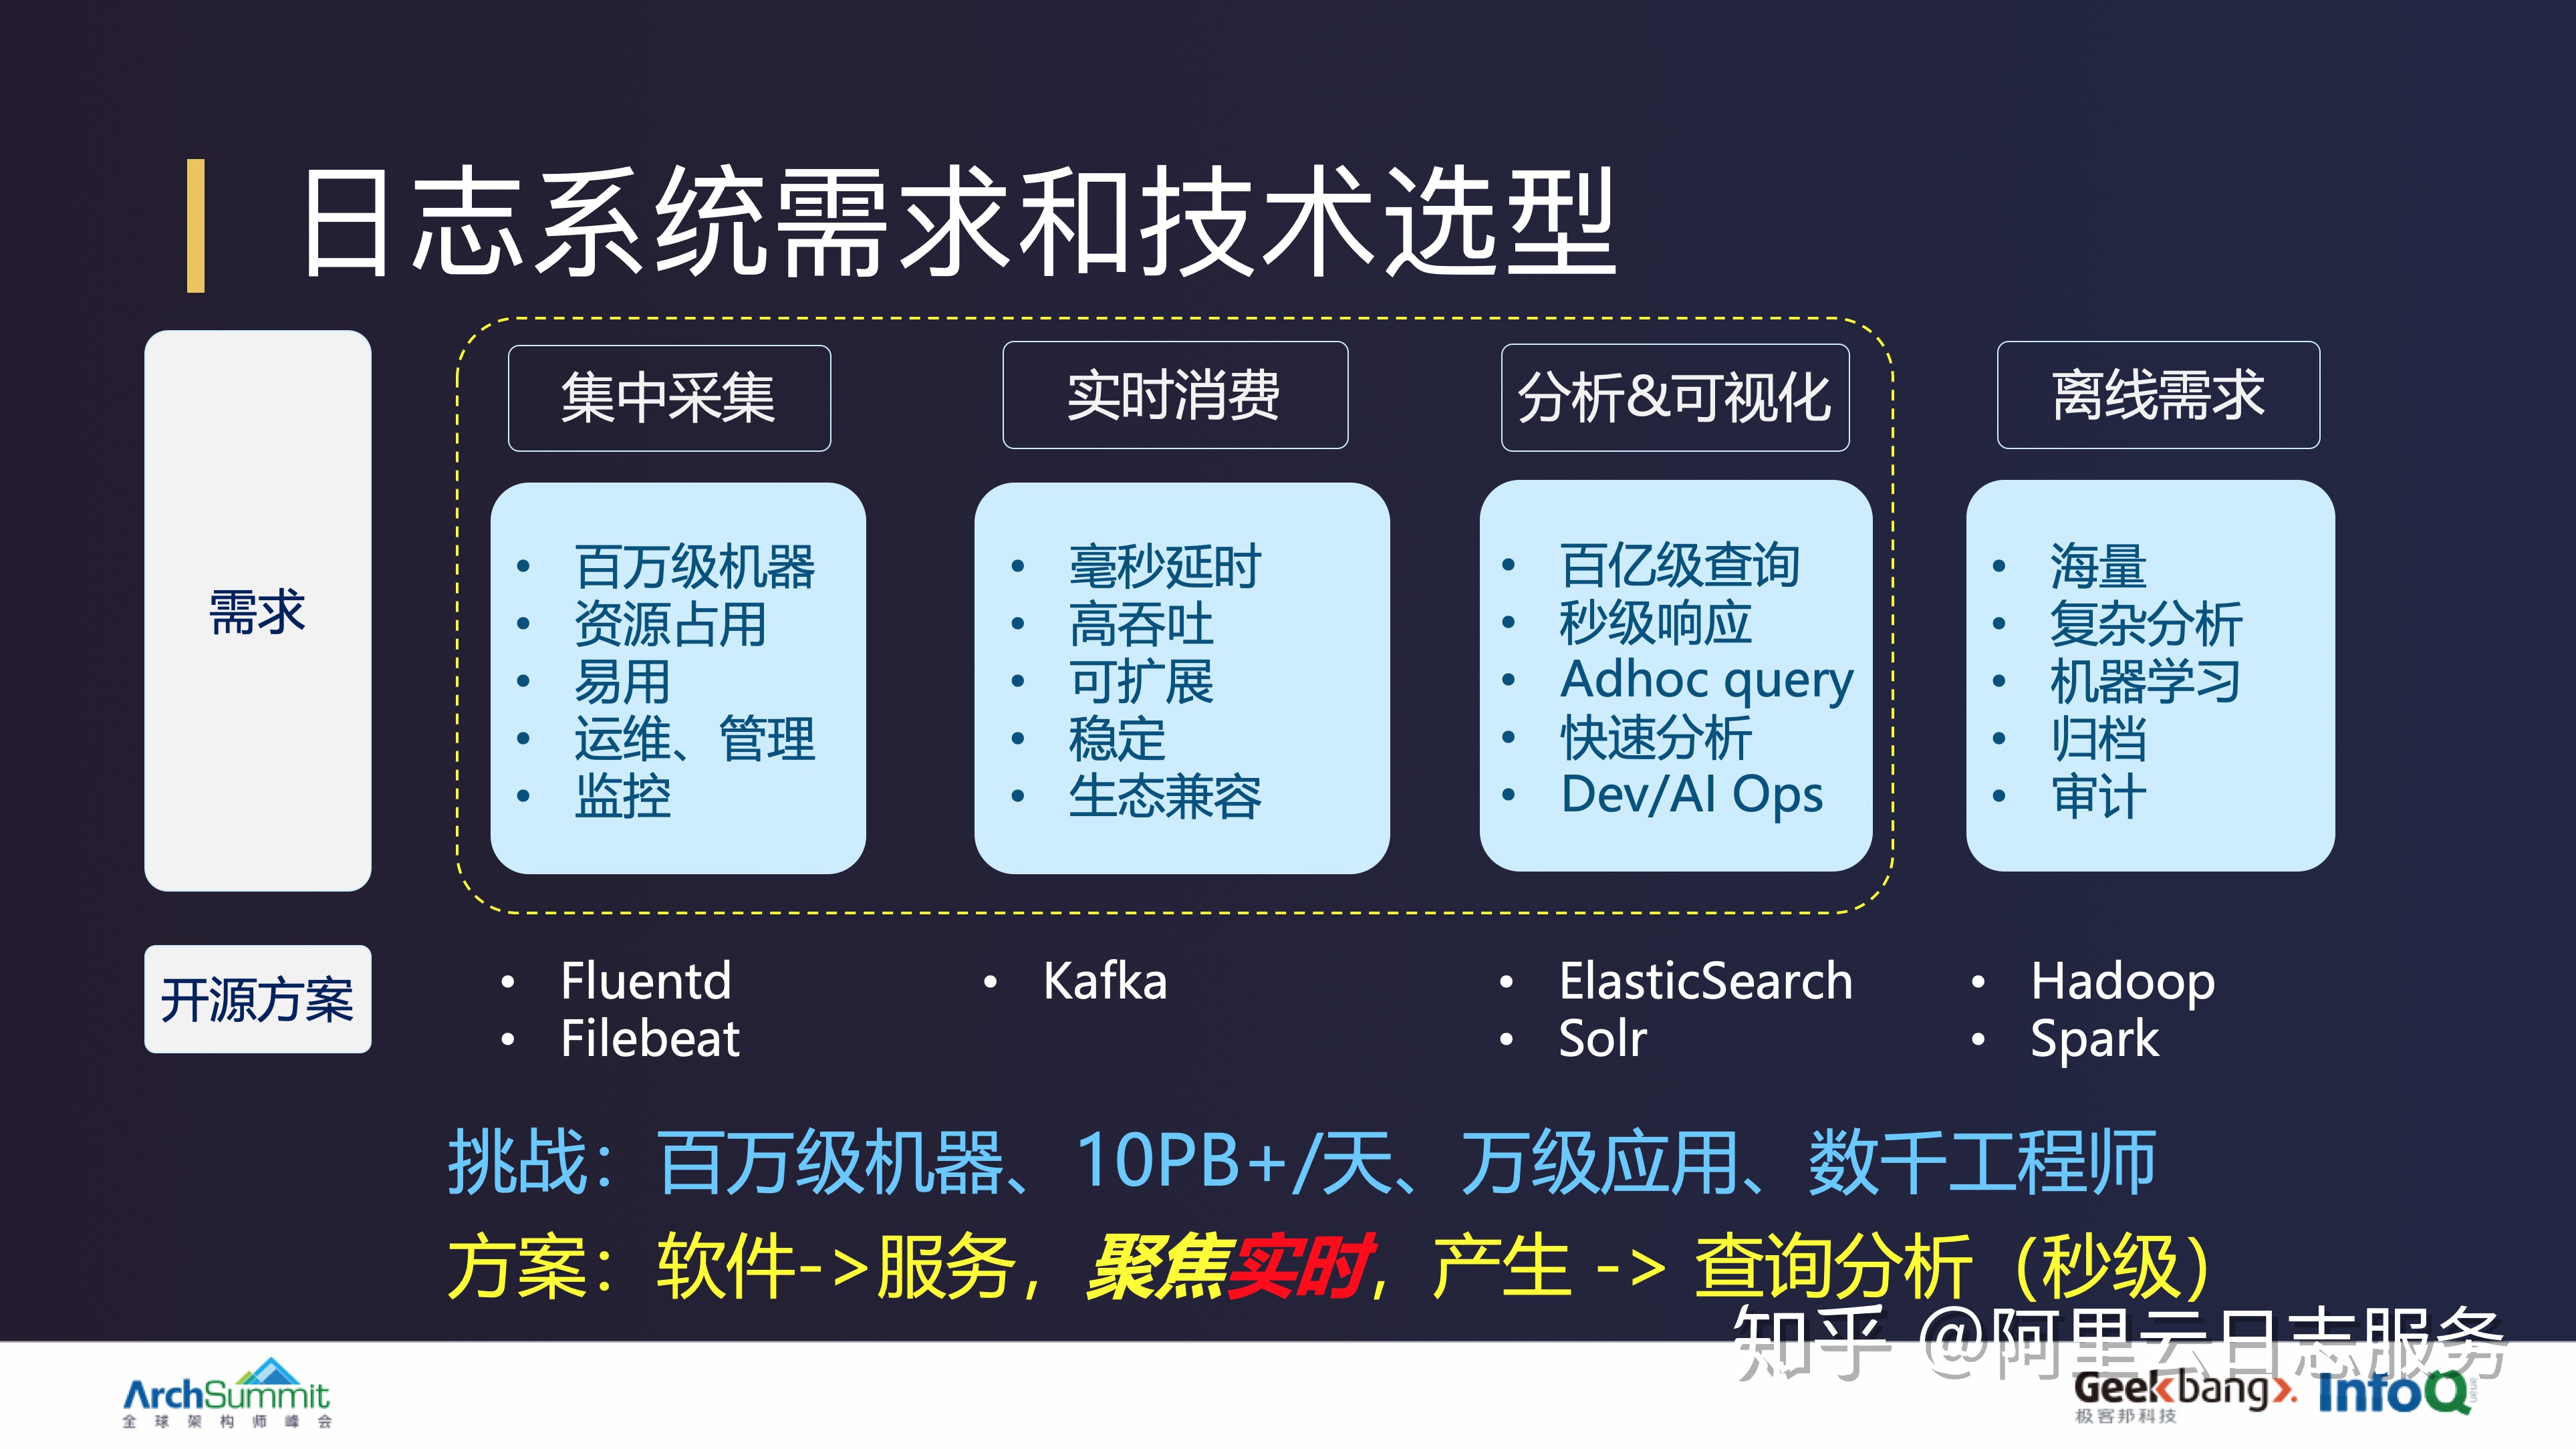 日志系统需求和技术选型
需求
集中采集
• 百万级机器
• 资源占用
• 易用
• 运维、管理
• 监控
实时消费
• 毫秒延时
• 高吞吐
• 可扩展
• 稳定
• 生态兼容
分析&可视化
• 百亿级查询
• 秒级响应
• Adhoc query
• 快速分析
• Dev/AI Ops
离线需求
• 海量
• 复杂分析
• 机器学习
• 归档
• 审计
开源方案
• Fluentd
• Filebeat
• Kafka
• ElasticSearch
• Solr
• Hadoop
• Spark
挑战：百万级机器、10PB+/天、万级应用、数千工程师
方案：软件->服务，聚焦实时，产生 -> 查询分析（秒级）
知乎 @阿里云日志服务
ArchSummit
全球架构师峰会
Geekbang>.
极客邦科技
InfoQ